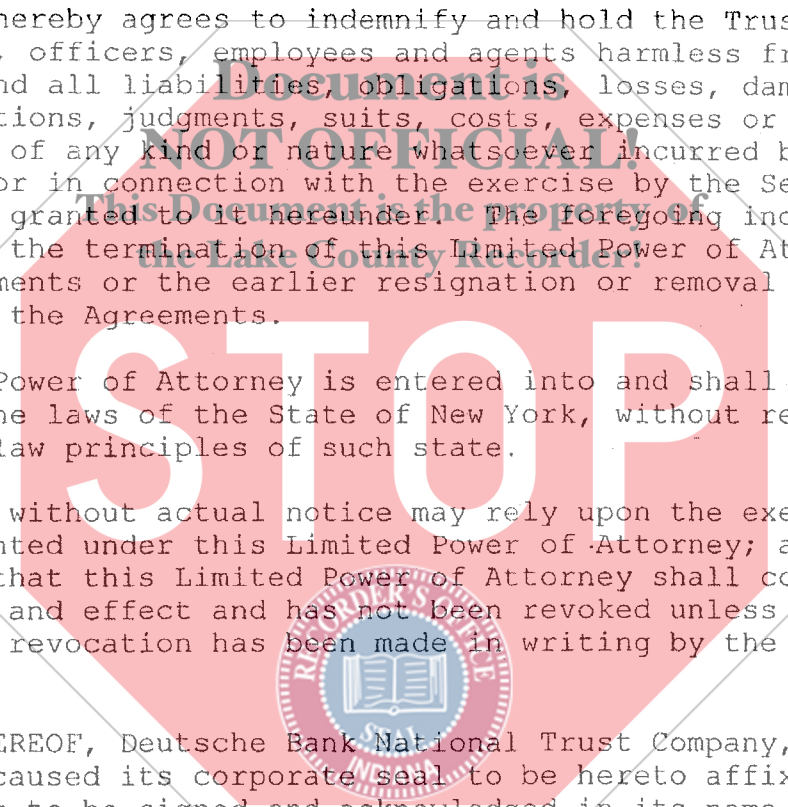 hereby agrees to indemnify and hold the Trus
, officers, employees and agents harmless fr
nd all liabilities, obligations, losses, dam
tions, judgments, suits, costs, expenses or
of any kind or nature whatsoever incurred b
or in connection with the exercise by the Se
granted to it hereunder. The foregoing ind
the termination of this Limited Power of At
ments or the earlier resignation or removal
the Agreements.
Power of Attorney is entered into and shall
he laws of the State of New York, without re
law principles of such state.
without actual notice may rely upon the exe
nted under this Limited Power of Attorney; a
that this Limited Power of Attorney shall co
and effect and has not been revoked unless
revocation has been made in writing by the
EREOF, Deutsche Bank National Trust Company,
caused its corporate seal to be hereto affix
to be signed and acknowledged in its name
Document is
NOT OFFICIAL!
This Document is the property of
the Lake County Recorder!
STOP
RECORDER'S OFFICE
SEAL
INDIANA